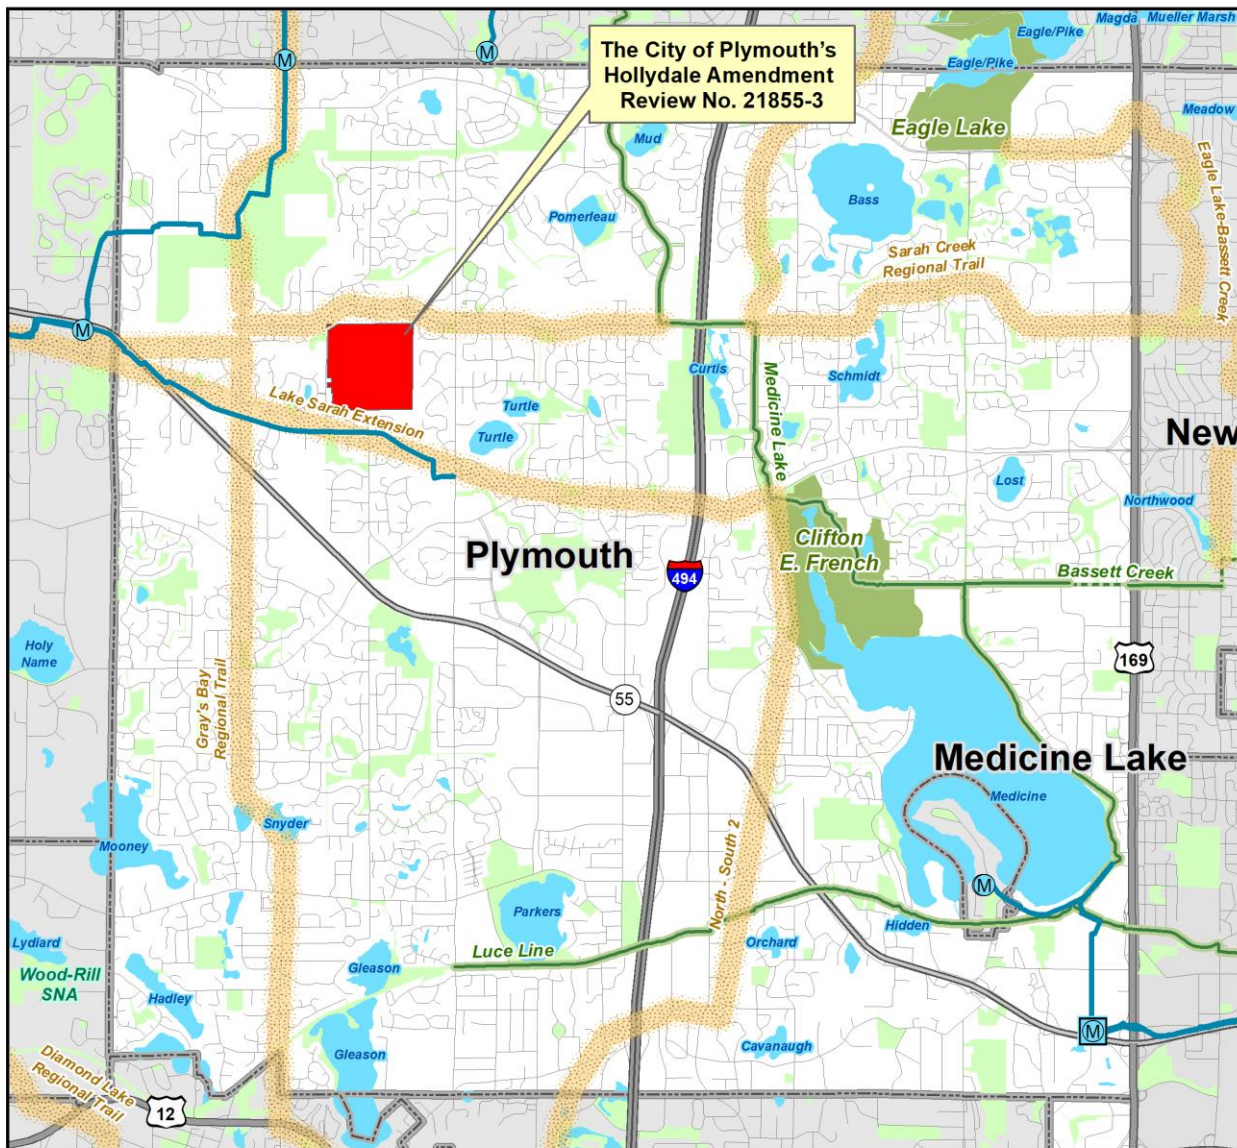 Magda
Mueller Marsh
Eagle/Pike
Eagle/Pike
The City of Plymouth's
Hollydale Amendment
Review No. 21855-3
M
M
Meadow
Eagle Lake
Mud
Bass
Eagle Lake-Bassett Creek
Pomerleau
Sarah Creek
Regional Trail
M
Curtis
Schmidt
Medicine Lake
Lake Sarah Extension
Turtle
Turtle
New
Lost
Northwood
Clifton
E. French
Plymouth
494
Bassett Creek
Holy
Name
169
55
Gray's Bay
Regional Trail
Medicine Lake
Medicine
Snyder
Mooney
North - South 2
M
Parkers
Hidden
Orchard
Lydiard
Luce Line
Gleason
Wood-Rill
SNA
Hadley
M
Gleason
Cavanaugh
Diamond Lake
Regional Trail
12